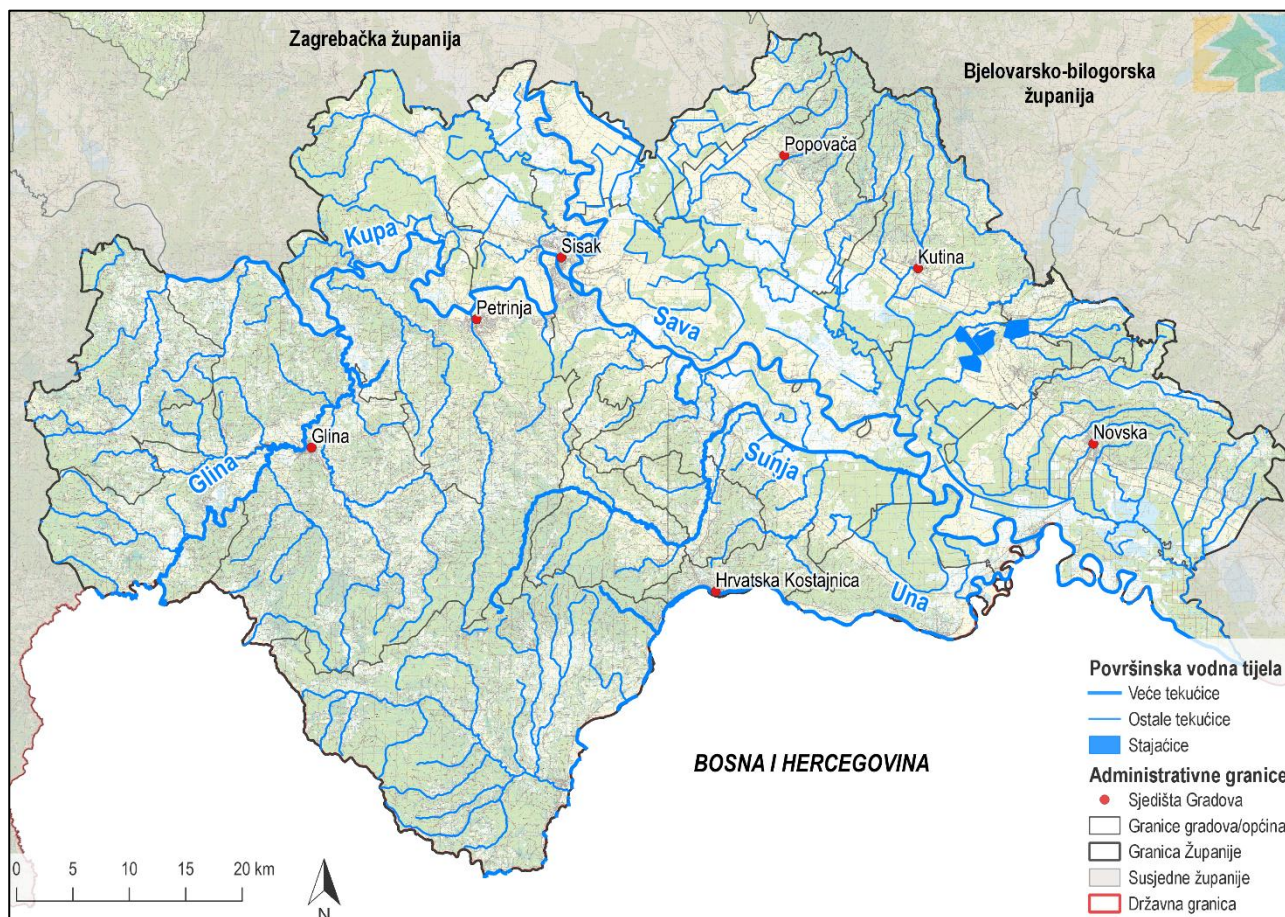 Zagrebačka županija
Bjelovarsko-bilogorska
županija
Popovača
Kupa
Sisak
Kutina
Petrinja
Sava
Glina
Novska
Glina
Sunja
Hrvatska Kostajnica
Una
BOSNA I HERCEGOVINA
Površinska vodna tijela
Veće tekućice
Ostale tekućice
Stajaćice
Administrativne granice
Sjedišta Gradova
Granice gradova/općina
Granica Županije
Susjedne županije
Državna granica
0 5 10 15 20 km
N